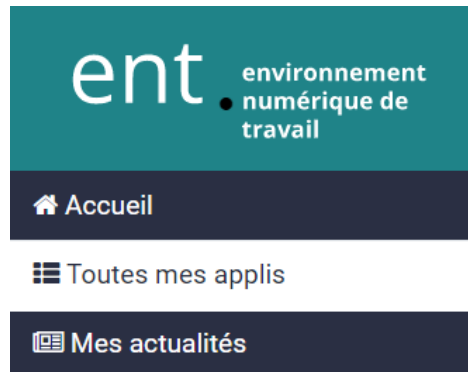 ent.
environnement
numérique de
travail
Accueil
Toutes mes applis
Mes actualités